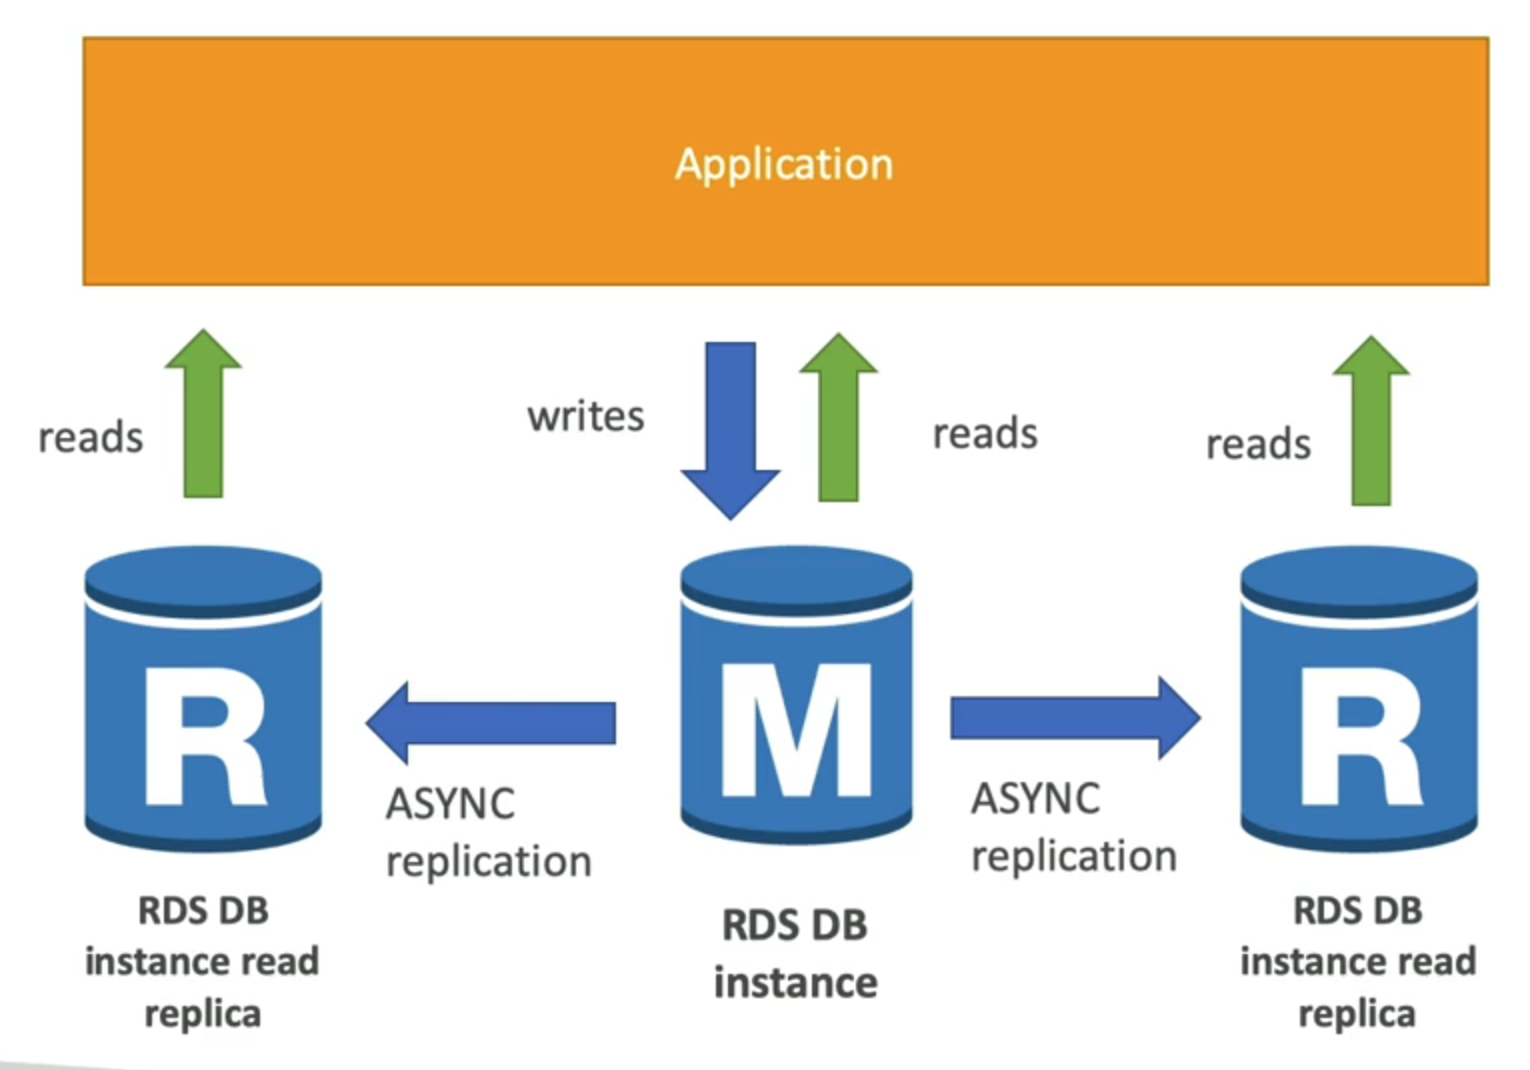 Application
reads
writes
reads
reads
R
M
R
ASYNC
replication
ASYNC
replication
RDS DB
instance read
replica
RDS DB
instance
RDS DB
instance read
replica